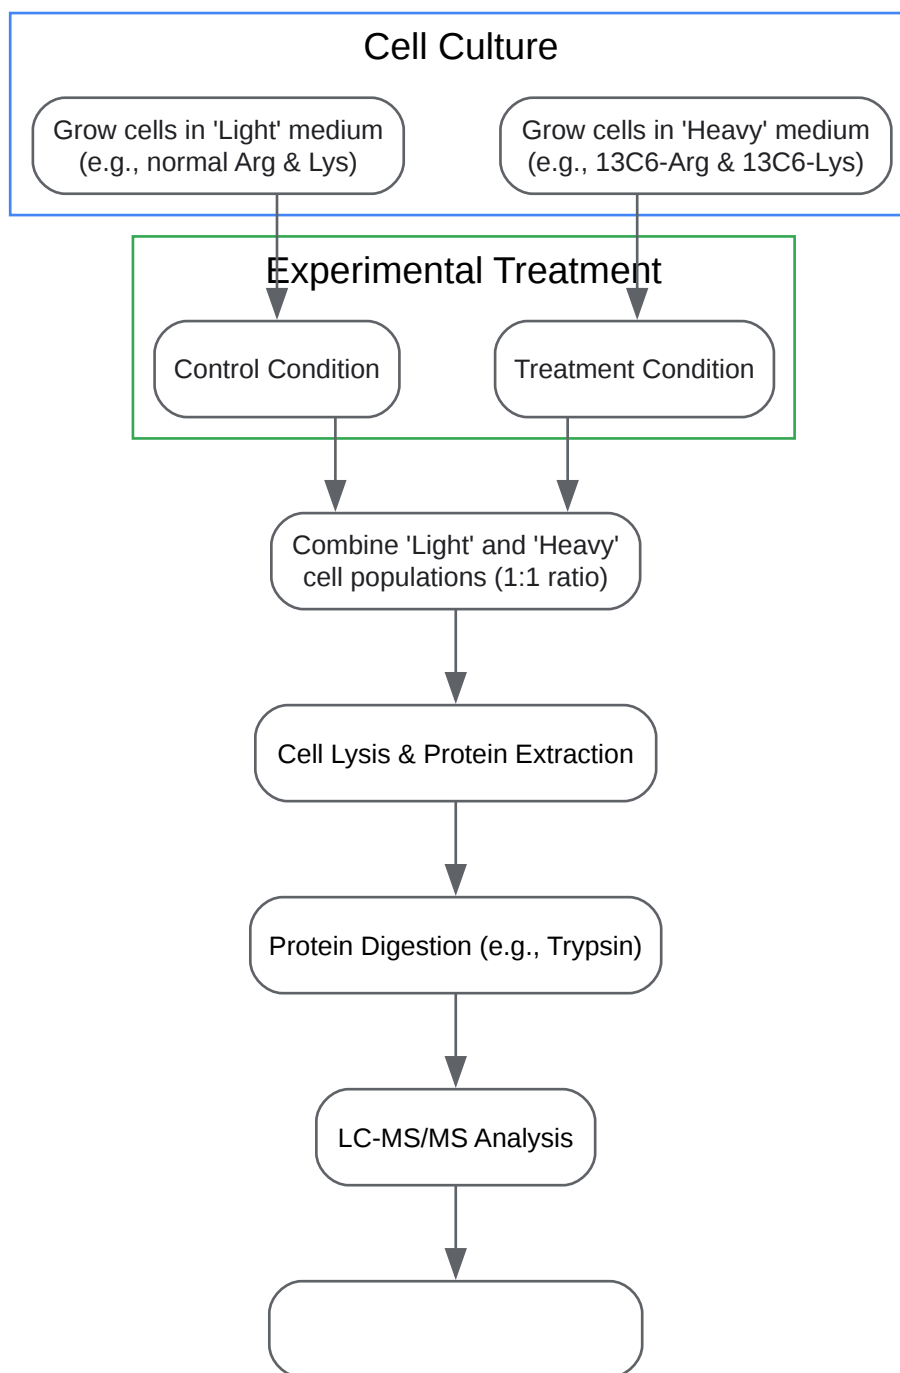 Cell Culture
Grow cells in 'Light' medium
(e.g., normal Arg & Lys)
Grow cells in 'Heavy' medium
(e.g., 13C6-Arg & 13C6-Lys)
Experimental Treatment
Control Condition
Treatment Condition
Combine 'Light' and 'Heavy'
cell populations (1:1 ratio)
Cell Lysis & Protein Extraction
Protein Digestion (e.g., Trypsin)
LC-MS/MS Analysis